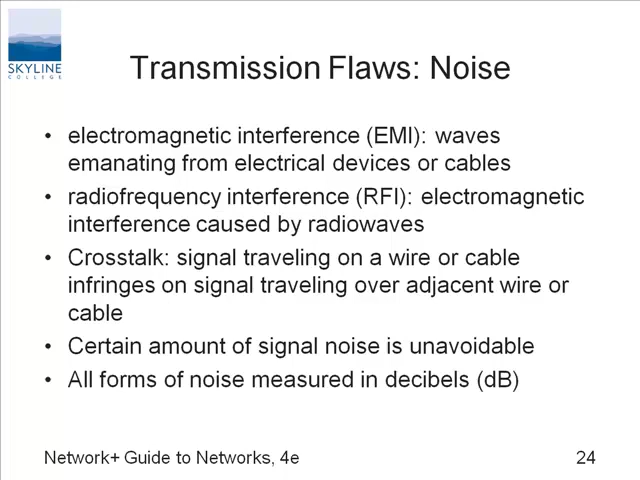 SKYLINE
COLLEGE
Transmission Flaws: Noise
• electromagnetic interference (EMI): waves
emanating from electrical devices or cables
• radiofrequency interference (RFI): electromagnetic
interference caused by radiowaves
• Crosstalk: signal traveling on a wire or cable
infringes on signal traveling over adjacent wire or
cable
• Certain amount of signal noise is unavoidable
• All forms of noise measured in decibels (dB)
Network+ Guide to Networks, 4e
24